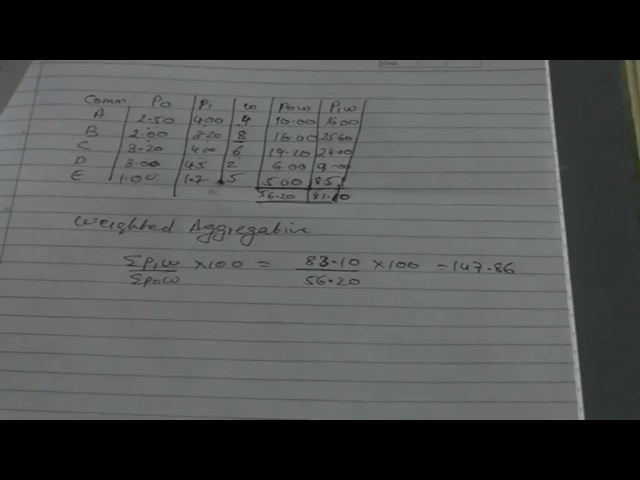 Comm P0 P1 w P0w P1w
A 2.50 4.00 4 10.00 16.00
B 2.00 3.20 8 16.00 25.60
C 3.20 4.00 6 19.20 24.00
D 3.00 4.5 2 6.00 9.00
E 1.00 1.7 5 5.00 8.5
56.20 83.10
Weighted Aggregative
ΣP1w/ΣP0w ×100 = 83.10/56.20 ×100 = 147.86